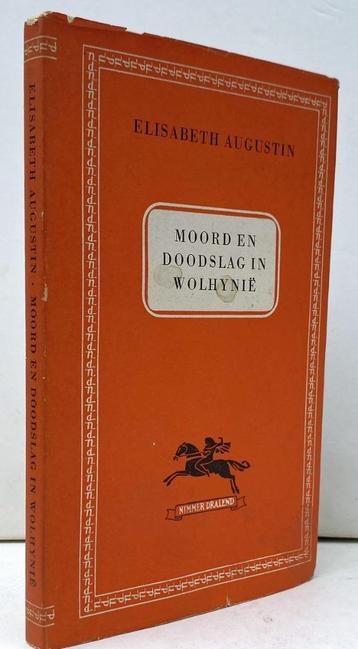 ELISABETH AUGUSTIN · MOORD EN DOODSLAG IN WOLHYNIË
ELISABETH AUGUSTIN
MOORD EN
DOODSLAG IN
WOLHYNIË
NIMMER DRALEND